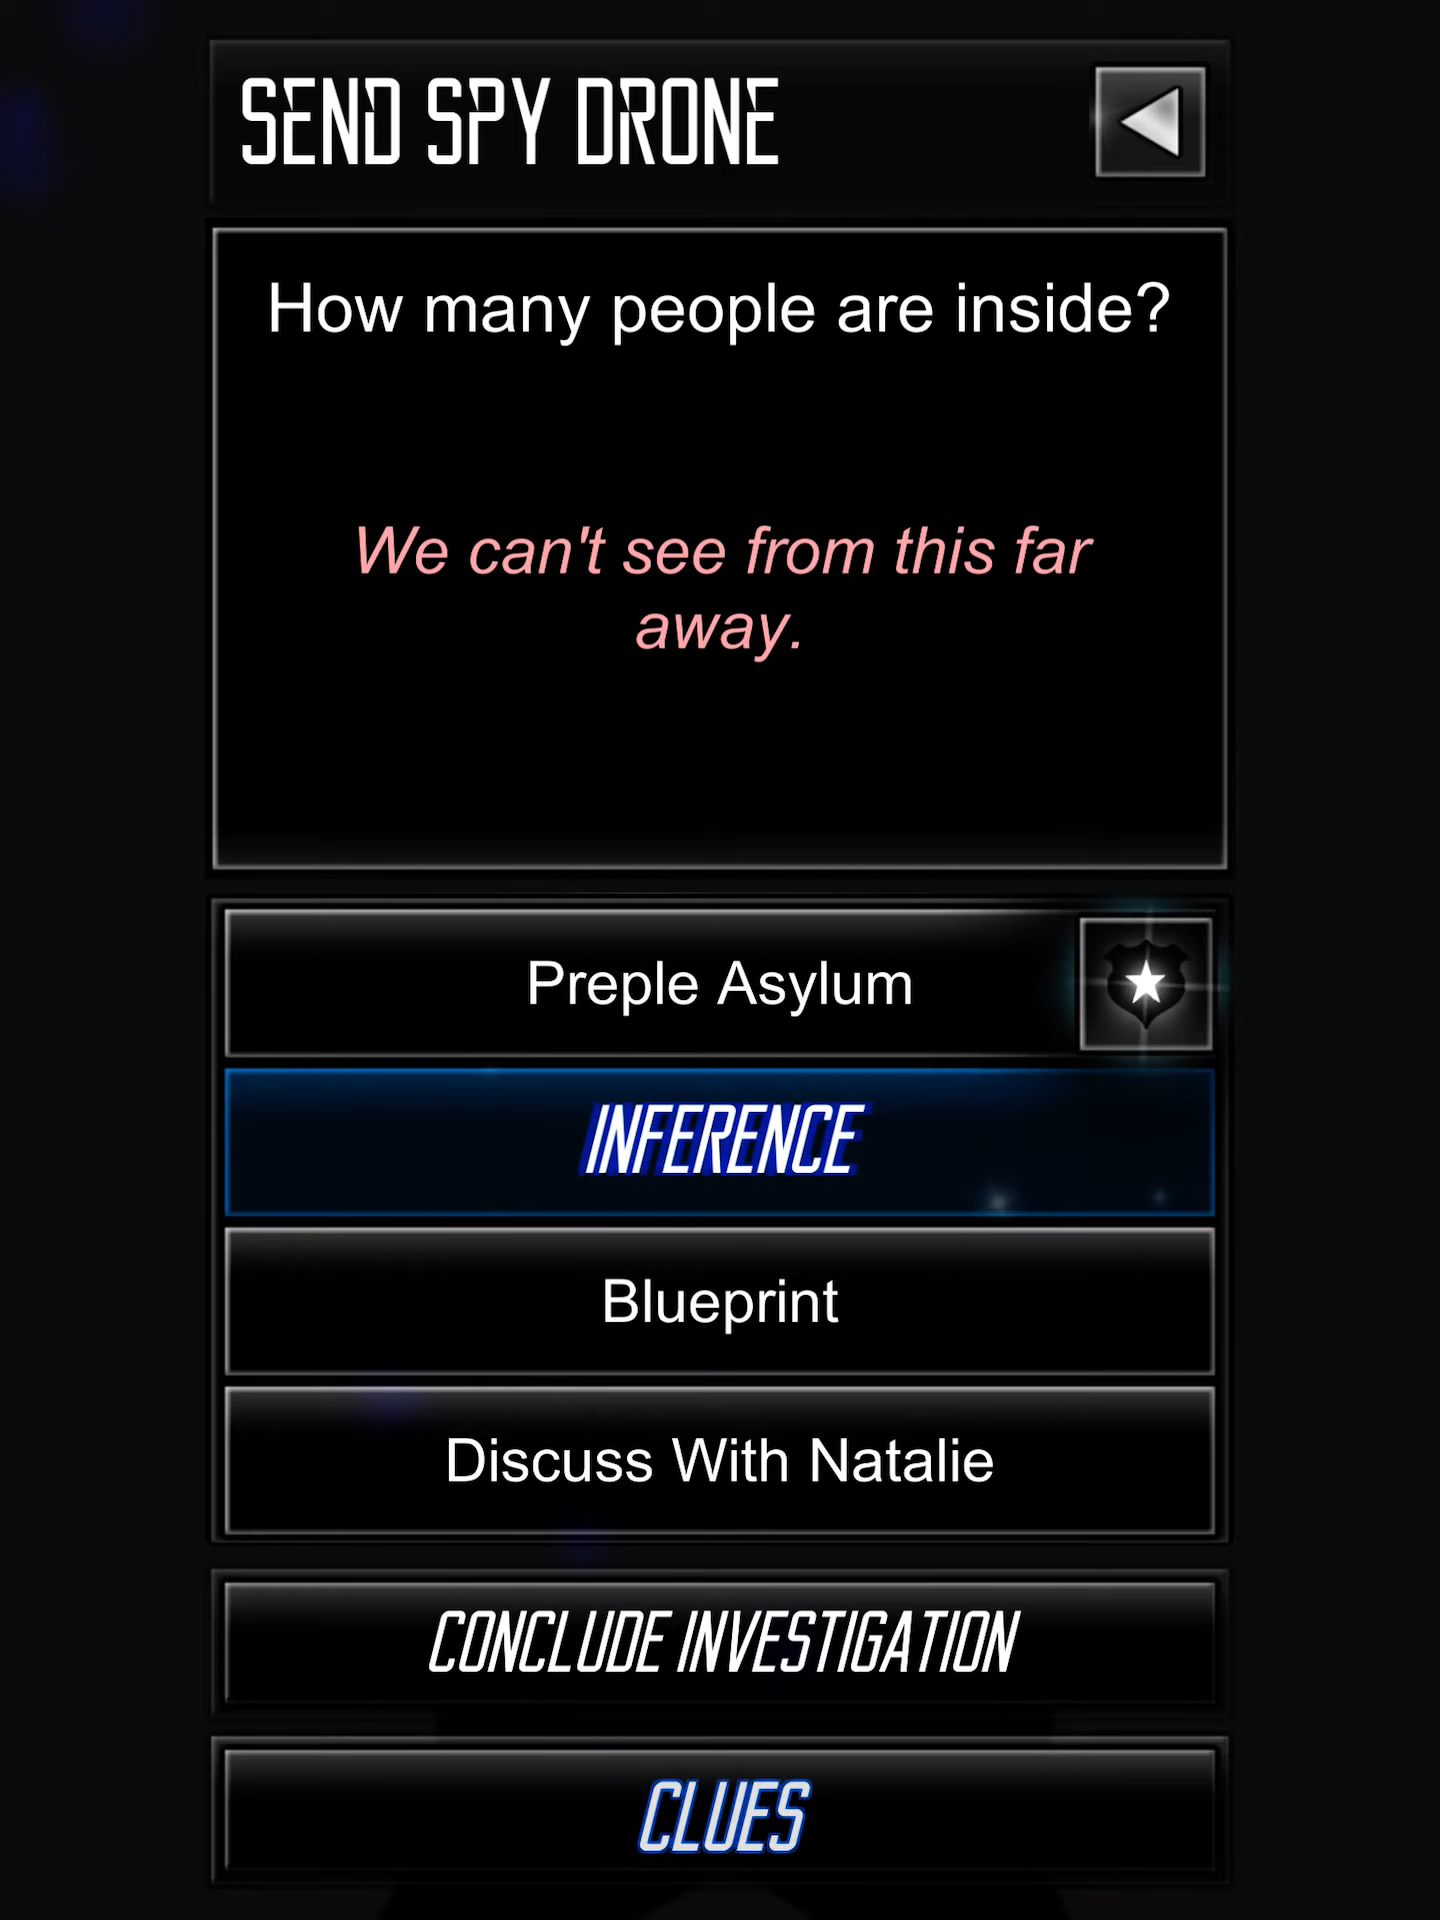 SEND SPY DRONE
How many people are inside?
We can't see from this far
away.
Preple Asylum
INFERENCE
Blueprint
Discuss With Natalie
CONCLUDE INVESTIGATION
CLUES